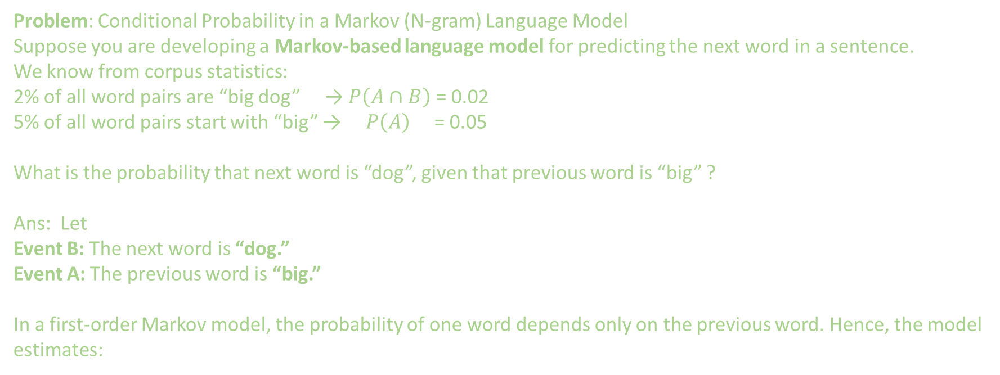 Problem: Conditional Probability in a Markov (N-gram) Language Model
Suppose you are developing a Markov-based language model for predicting the next word in a sentence.
We know from corpus statistics:
2% of all word pairs are “big dog” → P(A ∩ B) = 0.02
5% of all word pairs start with “big” → P(A) = 0.05
What is the probability that next word is “dog”, given that previous word is “big” ?
Ans: Let
Event B: The next word is “dog.”
Event A: The previous word is “big.”
In a first-order Markov model, the probability of one word depends only on the previous word. Hence, the model
estimates: